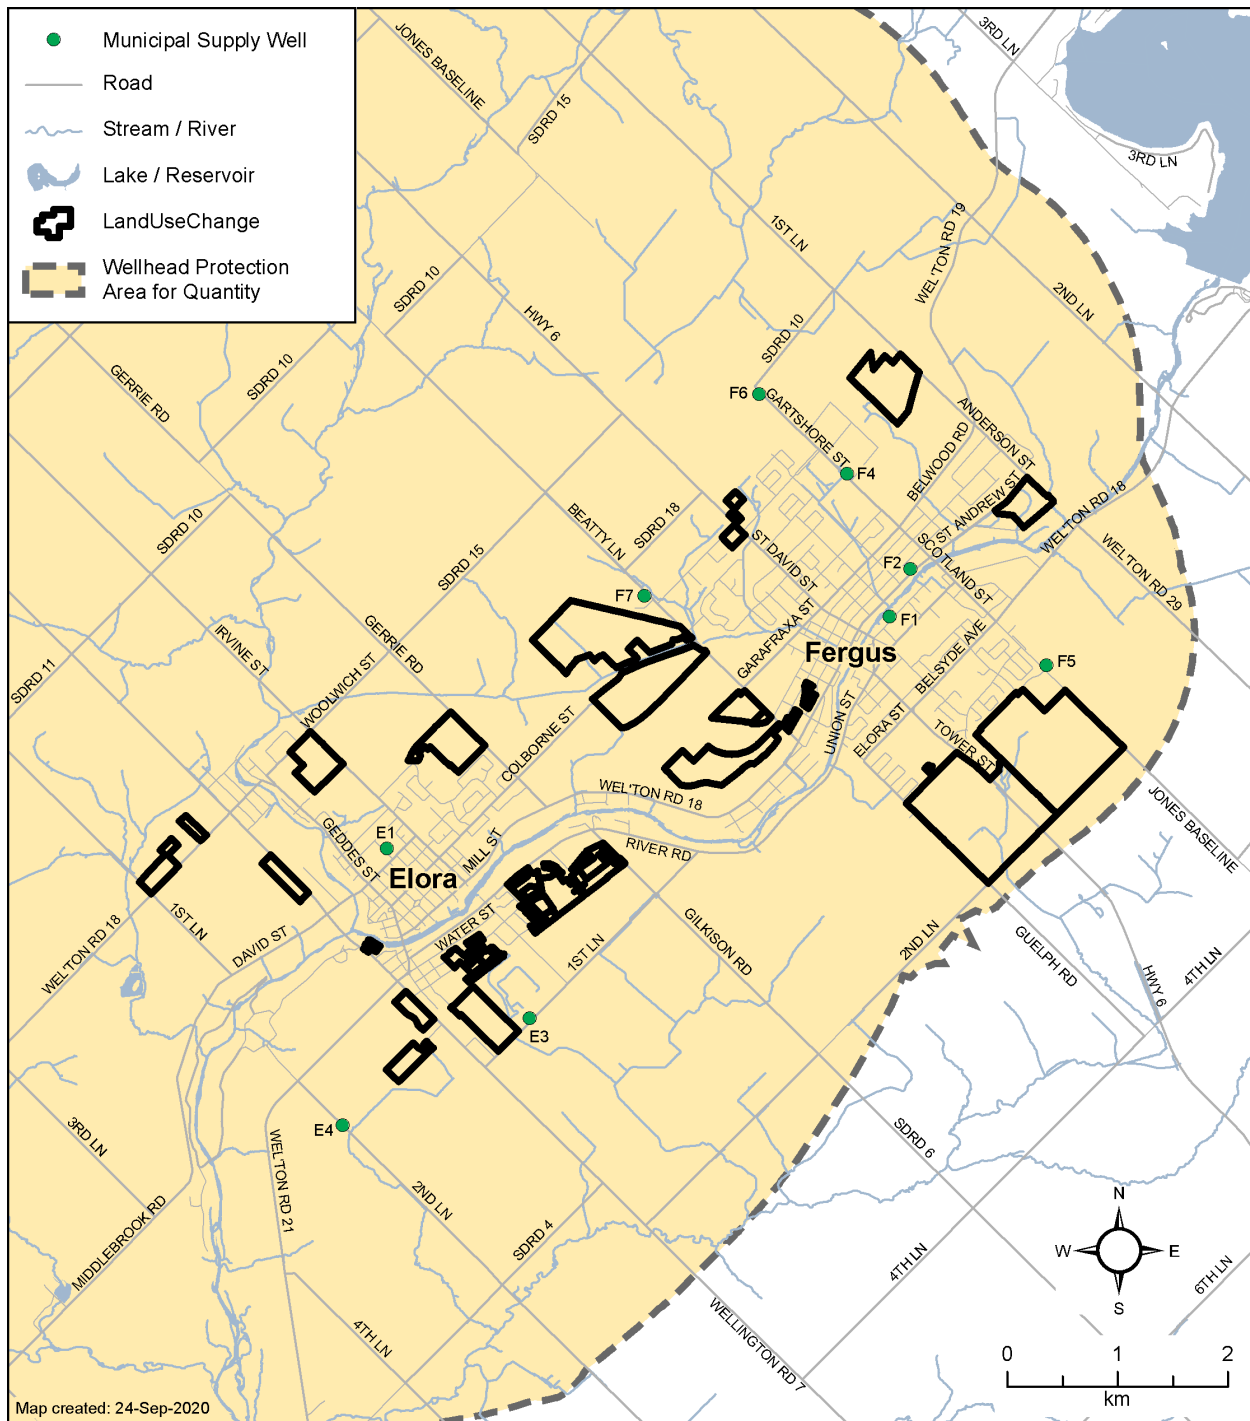 Municipal Supply Well
Road
Stream / River
Lake / Reservoir
LandUseChange
Wellhead Protection
Area for Quantity
JONES BASELINE
SDRD 15
3RD LN
3RD LN
1ST LN
WEL'TON RD 19
2ND LN
SDRD 10
HWY 6
SDRD 10
SDRD 10
GERRIE RD
F6
GARTSHORE ST
F4
BELWOOD RD
ANDERSON ST
ST ANDREW ST
WEL'TON RD 18
SDRD 10
BEATTY LN
SDRD 18
ST DAVID ST
SCOTLAND ST
WEL'TON RD 29
SDRD 15
F2
F7
F1
GARAFRAXA ST
Fergus
BELSYDE AVE
F5
SDRD 11
IRVINE ST
GERRIE RD
WOOLWICH ST
COLBORNE ST
UNION ST
ELORA ST
TOWER ST
WEL'TON RD 18
JONES BASELINE
E1
GEDDES ST
MILL ST
RIVER RD
Elora
1ST LN
WEL'TON RD 18
DAVID ST
WATER ST
1ST LN
GILKISON RD
2ND LN
GUELPH RD
HWY 6
4TH LN
E3
E4
3RD LN
WEL'TON RD 21
2ND LN
SDRD 6
MIDDLEBROOK RD
SDRD 4
4TH LN
4TH LN
6TH LN
WELLINGTON RD 7
N
W
E
S
0
1
2
km
Map created: 24-Sep-2020